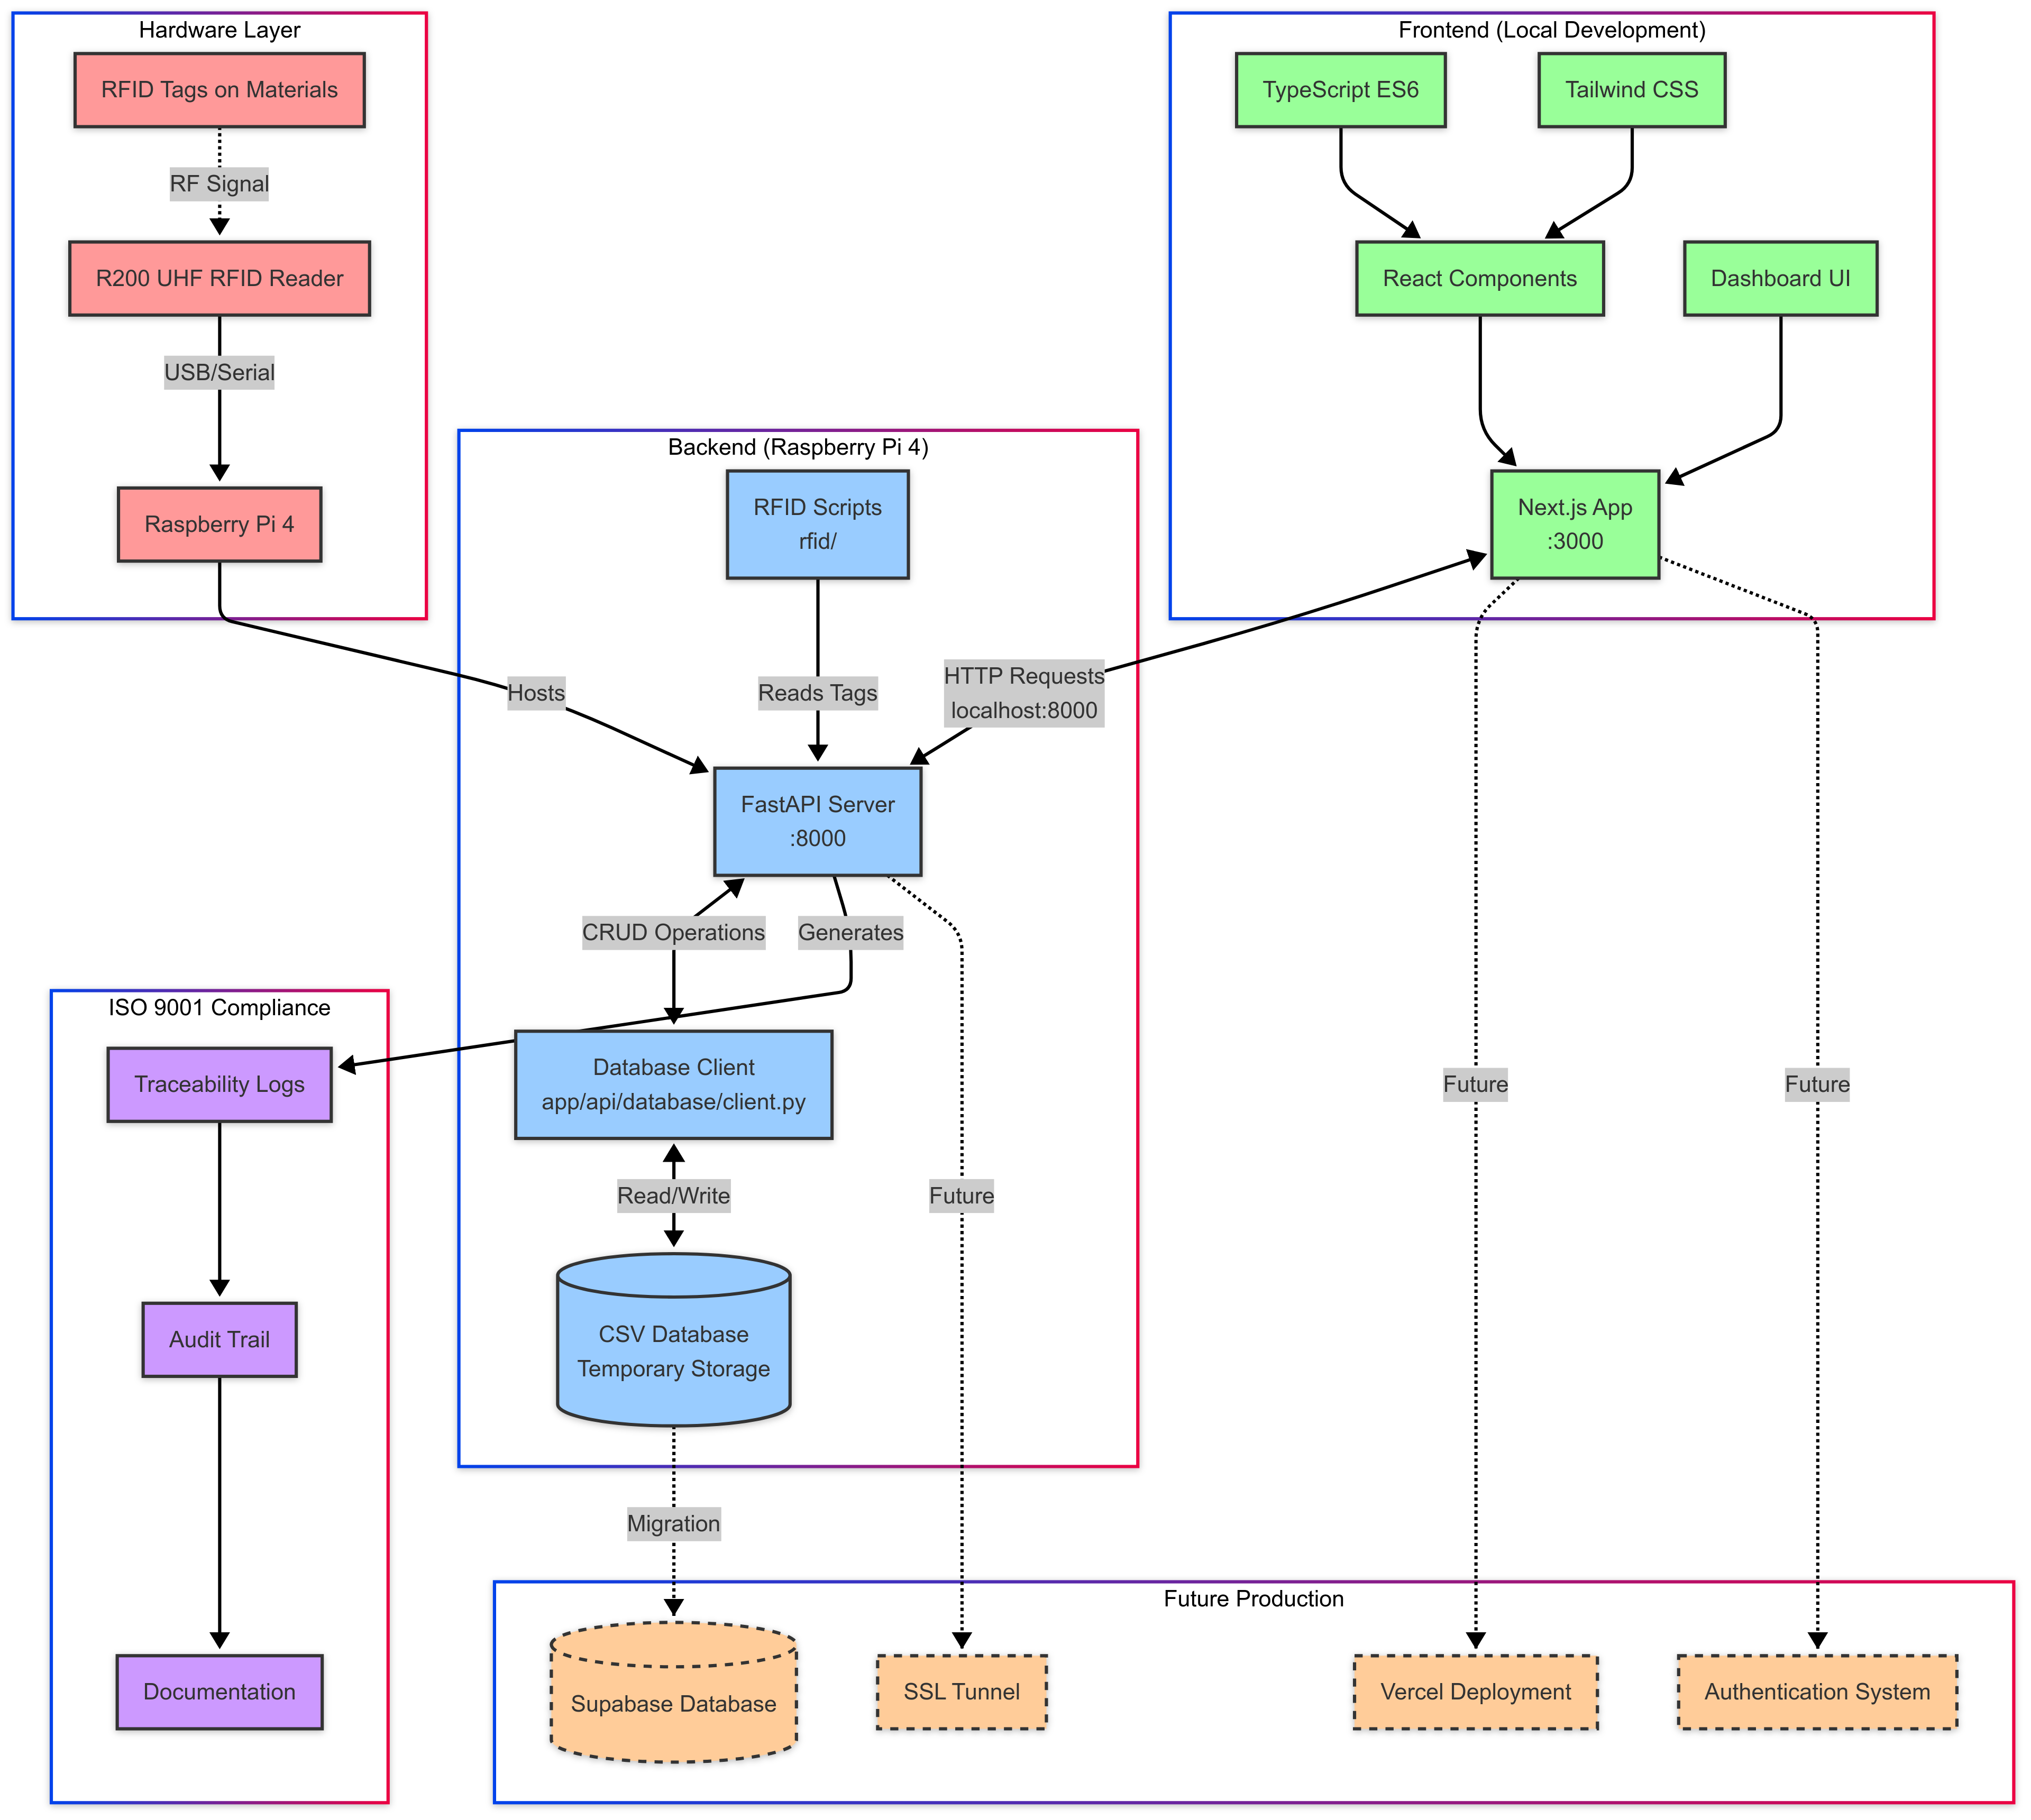 Hardware Layer
RFID Tags on Materials
RF Signal
R200 UHF RFID Reader
USB/Serial
Raspberry Pi 4
Frontend (Local Development)
TypeScript ES6
Tailwind CSS
React Components
Dashboard UI
Next.js App
:3000
Backend (Raspberry Pi 4)
RFID Scripts
rfid/
Hosts
Reads Tags
HTTP Requests
localhost:8000
FastAPI Server
:8000
CRUD Operations
Generates
Database Client
app/api/database/client.py
Read/Write
CSV Database
Temporary Storage
ISO 9001 Compliance
Traceability Logs
Audit Trail
Documentation
Future
Future
Future
Migration
Future Production
Supabase Database
SSL Tunnel
Vercel Deployment
Authentication System